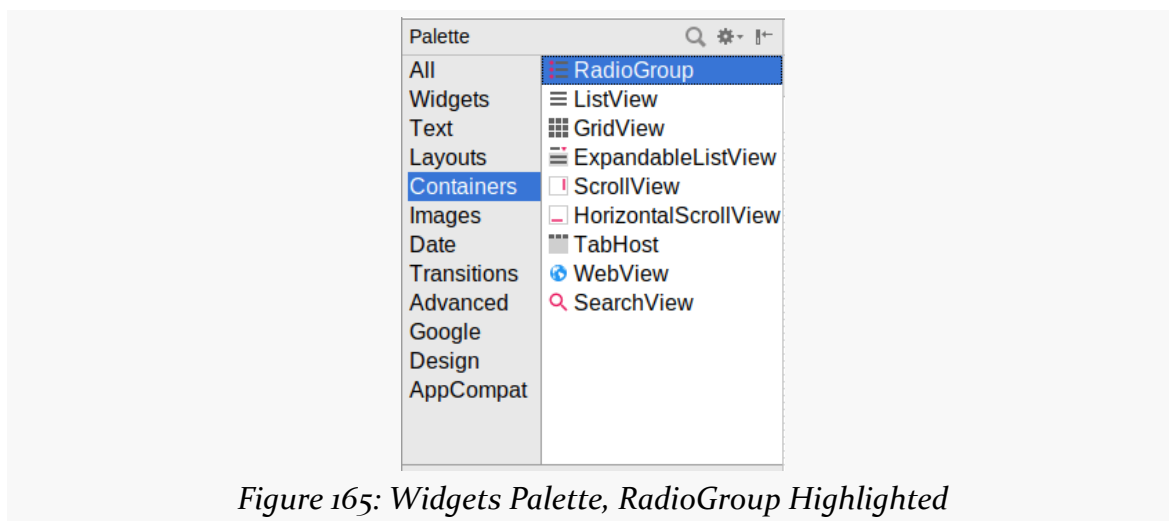 Palette
All
Widgets
Text
Layouts
Containers
Images
Date
Transitions
Advanced
Google
Design
AppCompat
RadioGroup
ListView
GridView
ExpandableListView
ScrollView
HorizontalScrollView
TabHost
WebView
SearchView
Figure 165: Widgets Palette, RadioGroup Highlighted